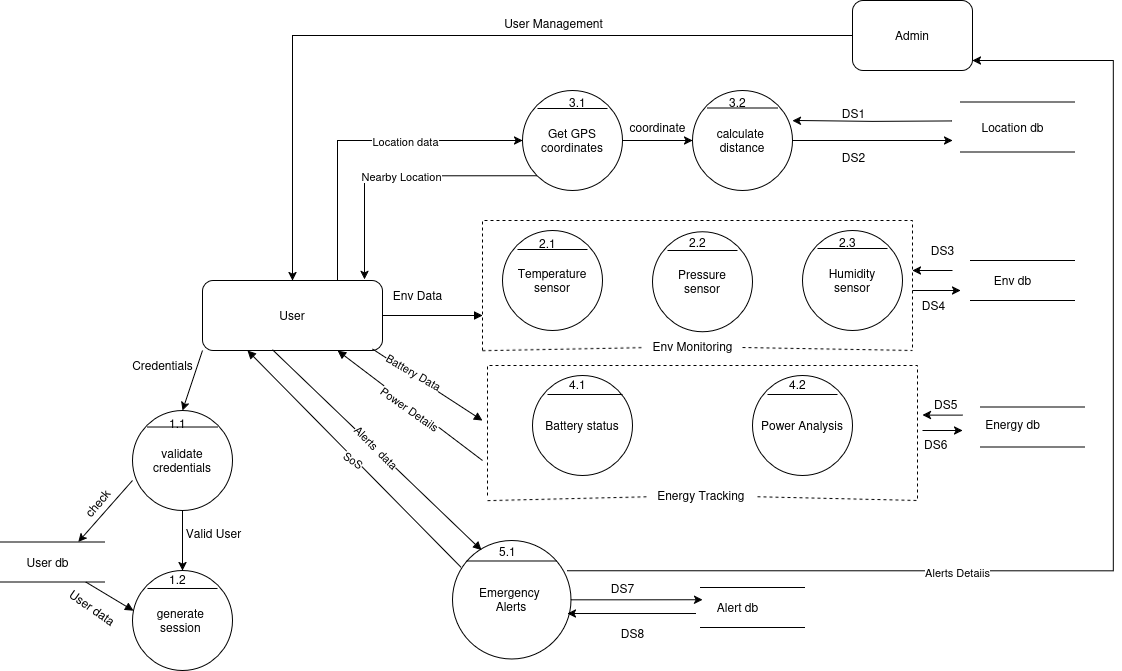 User Management
Admin
3.1
Get GPS
coordinates
coordinate
3.2
calculate
distance
DS1
DS2
Location db
Location data
Nearby Location
2.1
Temperature
sensor
2.2
Pressure
sensor
2.3
Humidity
sensor
DS3
DS4
Env db
User
Env Data
Env Monitoring
Credentials
Battery Data
Power Details
4.1
Battery status
4.2
Power Analysis
DS5
DS6
Energy db
Energy Tracking
1.1
validate
credentials
Alerts data
SoS
check
Valid User
User db
User data
1.2
generate
session
5.1
Emergency
Alerts
Alerts Details
DS7
DS8
Alert db